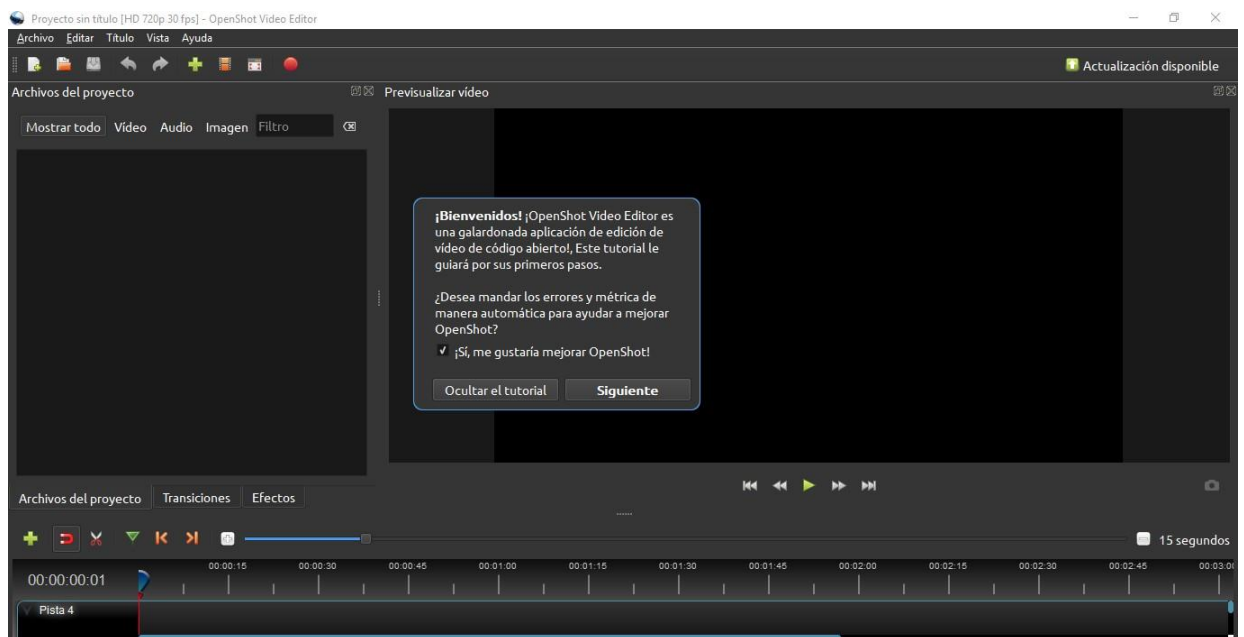 Proyecto sin título [HD 720p 30 fps] - OpenShot Video Editor
Archivo Editar Título Vista Ayuda
Actualización disponible
Archivos del proyecto
Previsualizar vídeo
Mostrar todo Vídeo Audio Imagen Filtro
¡Bienvenidos! ¡OpenShot Video Editor es
una galardonada aplicación de edición de
vídeo de código abierto!, Este tutorial le
guiará por sus primeros pasos.
¿Desea mandar los errores y métrica de
manera automática para ayudar a mejorar
OpenShot?
¡Sí, me gustaría mejorar OpenShot!
Ocultar el tutorial Siguiente
Archivos del proyecto Transiciones Efectos
15 segundos
00:00:15 00:00:30 00:00:45 00:01:00 00:01:15 00:01:30 00:01:45 00:02:00 00:02:15 00:02:30 00:02:45
00:00:00:01
Pista 4